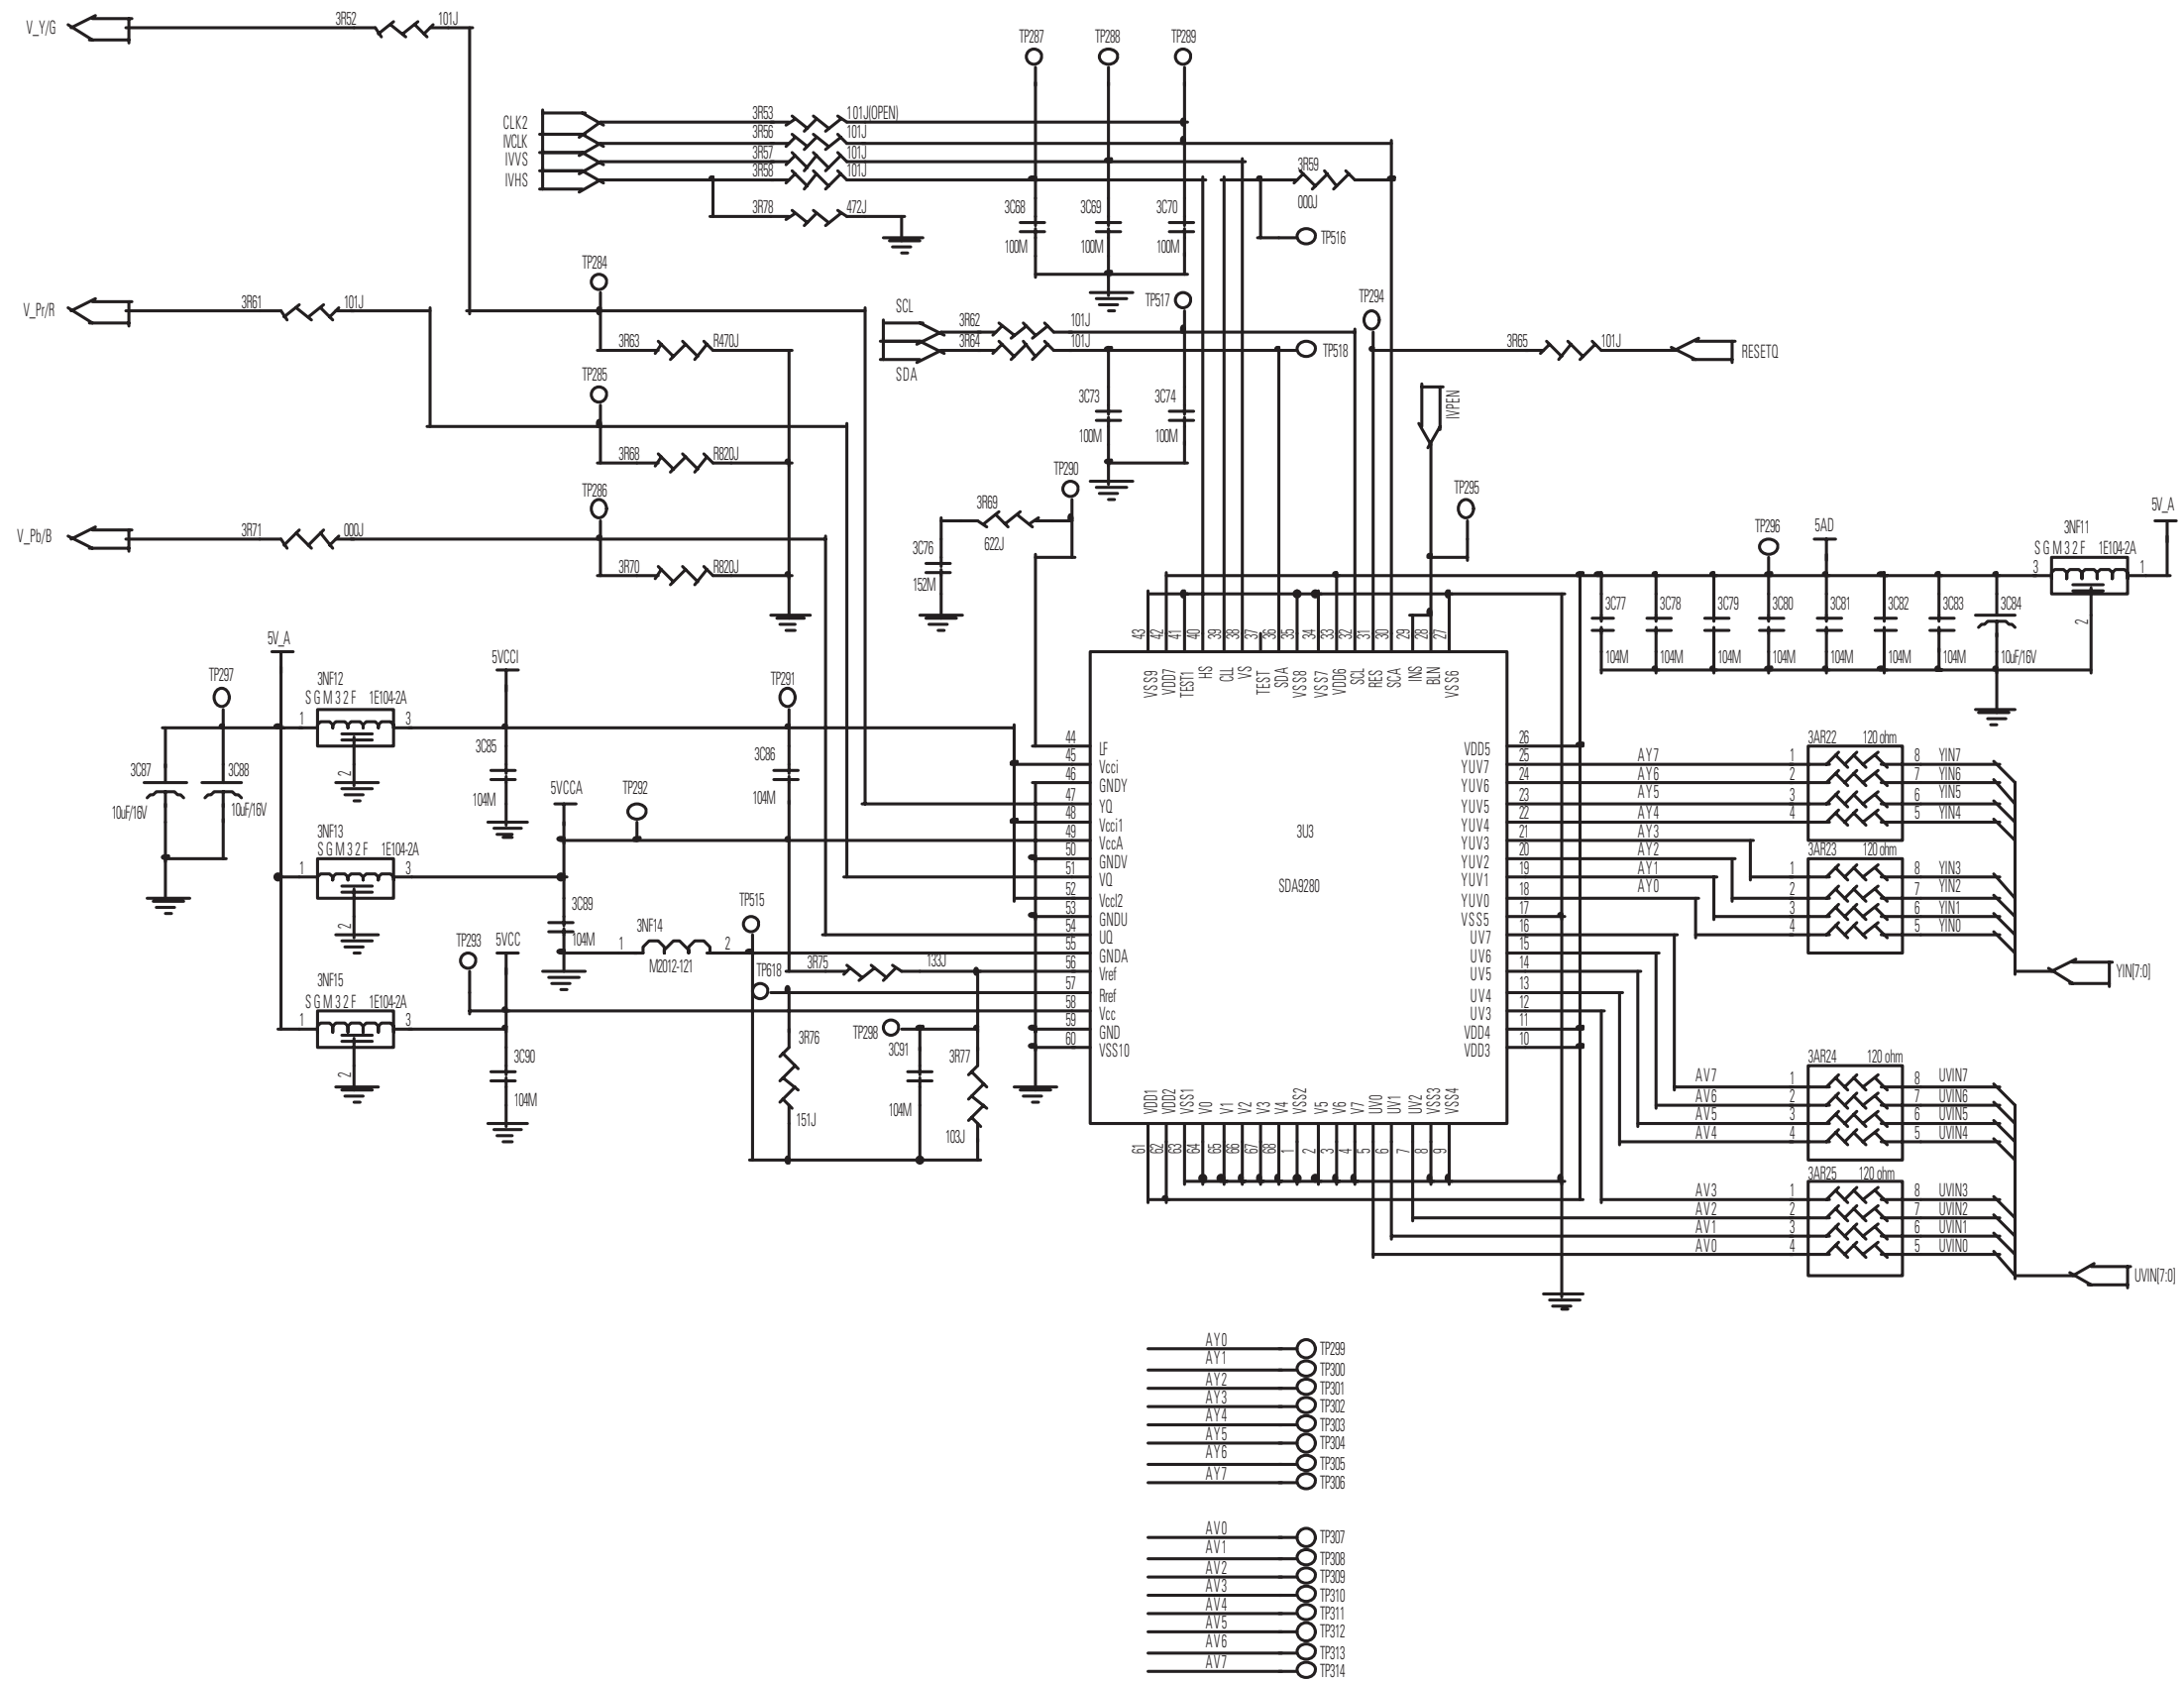 V_Y/G
3R52
101J
TP287
TP288
TP289
CLK2
IVCLK
IVVS
IVHS
3R53
101J(OPEN)
3R56
101J
3R57
101J
3R58
101J
3R78
472J
3C68
100M
3C69
100M
3C70
100M
3R59
000J
TP516
TP284
V_Pr/R
3R61
101J
3R63
R470J
SCL
SDA
3R62
101J
3R64
101J
TP517
TP518
TP294
3R65
101J
RESETQ
TP285
3R68
R820J
3C73
100M
3C74
100M
IVPEN
TP290
TP295
3R69
622J
3C76
152M
TP286
V_Pb/B
3R71
000J
3R70
R820J
TP296
5AD
5V_A
3NF11
SGM32F
1E104-2A
3
1
2
3C77
104M
3C78
104M
3C79
104M
3C80
104M
3C81
104M
3C82
104M
3C83
104M
3C84
10uF/16V
43
42
41
40
39
38
37
36
35
34
33
32
31
30
29
28
27
VSS9
VDD7
TEST1
HS
CLL
VS
TEST
SDA
VSS8
VSS7
VDD6
SCL
RES
SCA
INS
BLN
VSS6
5V_A
TP297
3NF12
SGM32F
1E104-2A
1
3
2
5VCCI
TP291
3C87
10uF/16V
3C88
10uF/16V
3C85
104M
3C86
104M
5VCCA
TP292
3NF13
SGM32F
1E104-2A
1
3
2
3C89
104M
3NF14
1
2
M2012-121
TP515
TP293
5VCC
TP618
3R75
133J
3NF15
SGM32F
1E104-2A
1
3
2
3C90
104M
3R76
151J
TP298
3C91
104M
3R77
103J
44
LF
45
Vcci
46
GNDY
47
YQ
48
Vcci1
49
VccA
50
GNDV
51
VQ
52
Vccl2
53
GNDU
54
UQ
55
GNDA
56
Vref
57
Rref
58
Vcc
59
GND
60
VSS10
3U3
SDA9280
VDD5
26
YUV7
25
YUV6
24
YUV5
23
YUV4
22
YUV3
21
YUV2
20
YUV1
19
YUV0
18
VSS5
17
UV7
16
UV6
15
UV5
14
UV4
13
UV3
12
VDD4
11
VDD3
10
VDD1
VDD2
VSS1
V0
V1
V2
V3
V4
VSS2
V5
V6
V7
UV0
UV1
UV2
VSS3
VSS4
61
62
63
64
65
66
67
68
1
2
3
4
5
6
7
8
9
AY7
AY6
AY5
AY4
AY3
AY2
AY1
AY0
3AR22
120 ohm
1
2
3
4
8
7
6
5
YIN7
YIN6
YIN5
YIN4
3AR23
120 ohm
1
2
3
4
8
7
6
5
YIN3
YIN2
YIN1
YIN0
YIN[7:0]
AV7
AV6
AV5
AV4
3AR24
120 ohm
1
2
3
4
8
7
6
5
UVIN7
UVIN6
UVIN5
UVIN4
AV3
AV2
AV1
AV0
3AR25
120 ohm
1
2
3
4
8
7
6
5
UVIN3
UVIN2
UVIN1
UVIN0
UVIN[7:0]
AY0
TP299
AY1
TP300
AY2
TP301
AY3
TP302
AY4
TP303
AY5
TP304
AY6
TP305
AY7
TP306
AV0
TP307
AV1
TP308
AV2
TP309
AV3
TP310
AV4
TP311
AV5
TP312
AV6
TP313
AV7
TP314